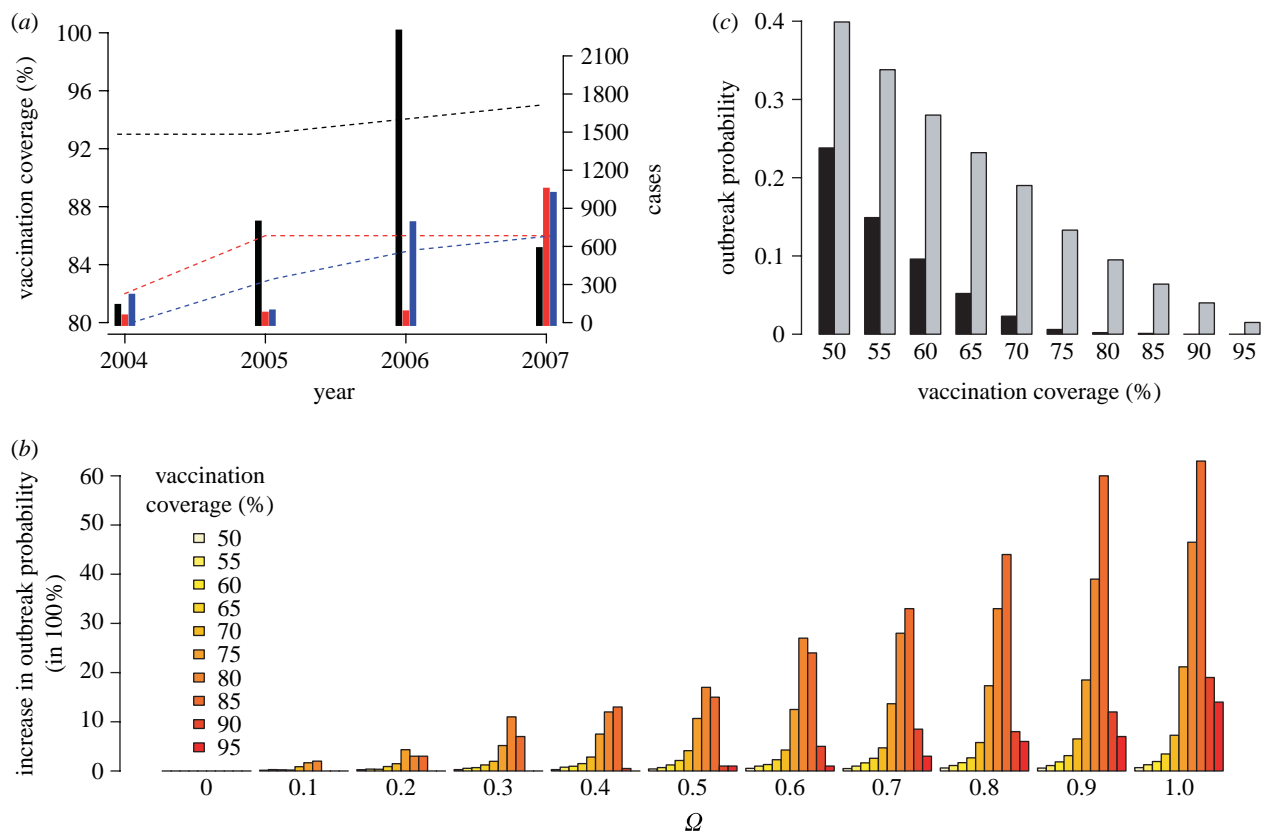 (a)
100
96
92
88
84
80
vaccination coverage (%)
2100
1800
1500
1200
900
600
300
0
cases
2004 2005 2006 2007
year
(c)
0.4
0.3
0.2
0.1
0
outbreak probability
50 55 60 65 70 75 80 85 90 95
vaccination coverage (%)
(b)
60
50
40
30
20
10
0
increase in outbreak probability
(in 100%)
vaccination
coverage (%)
50
55
60
65
70
75
80
85
90
95
0 0.1 0.2 0.3 0.4 0.5 0.6 0.7 0.8 0.9 1.0
Ω